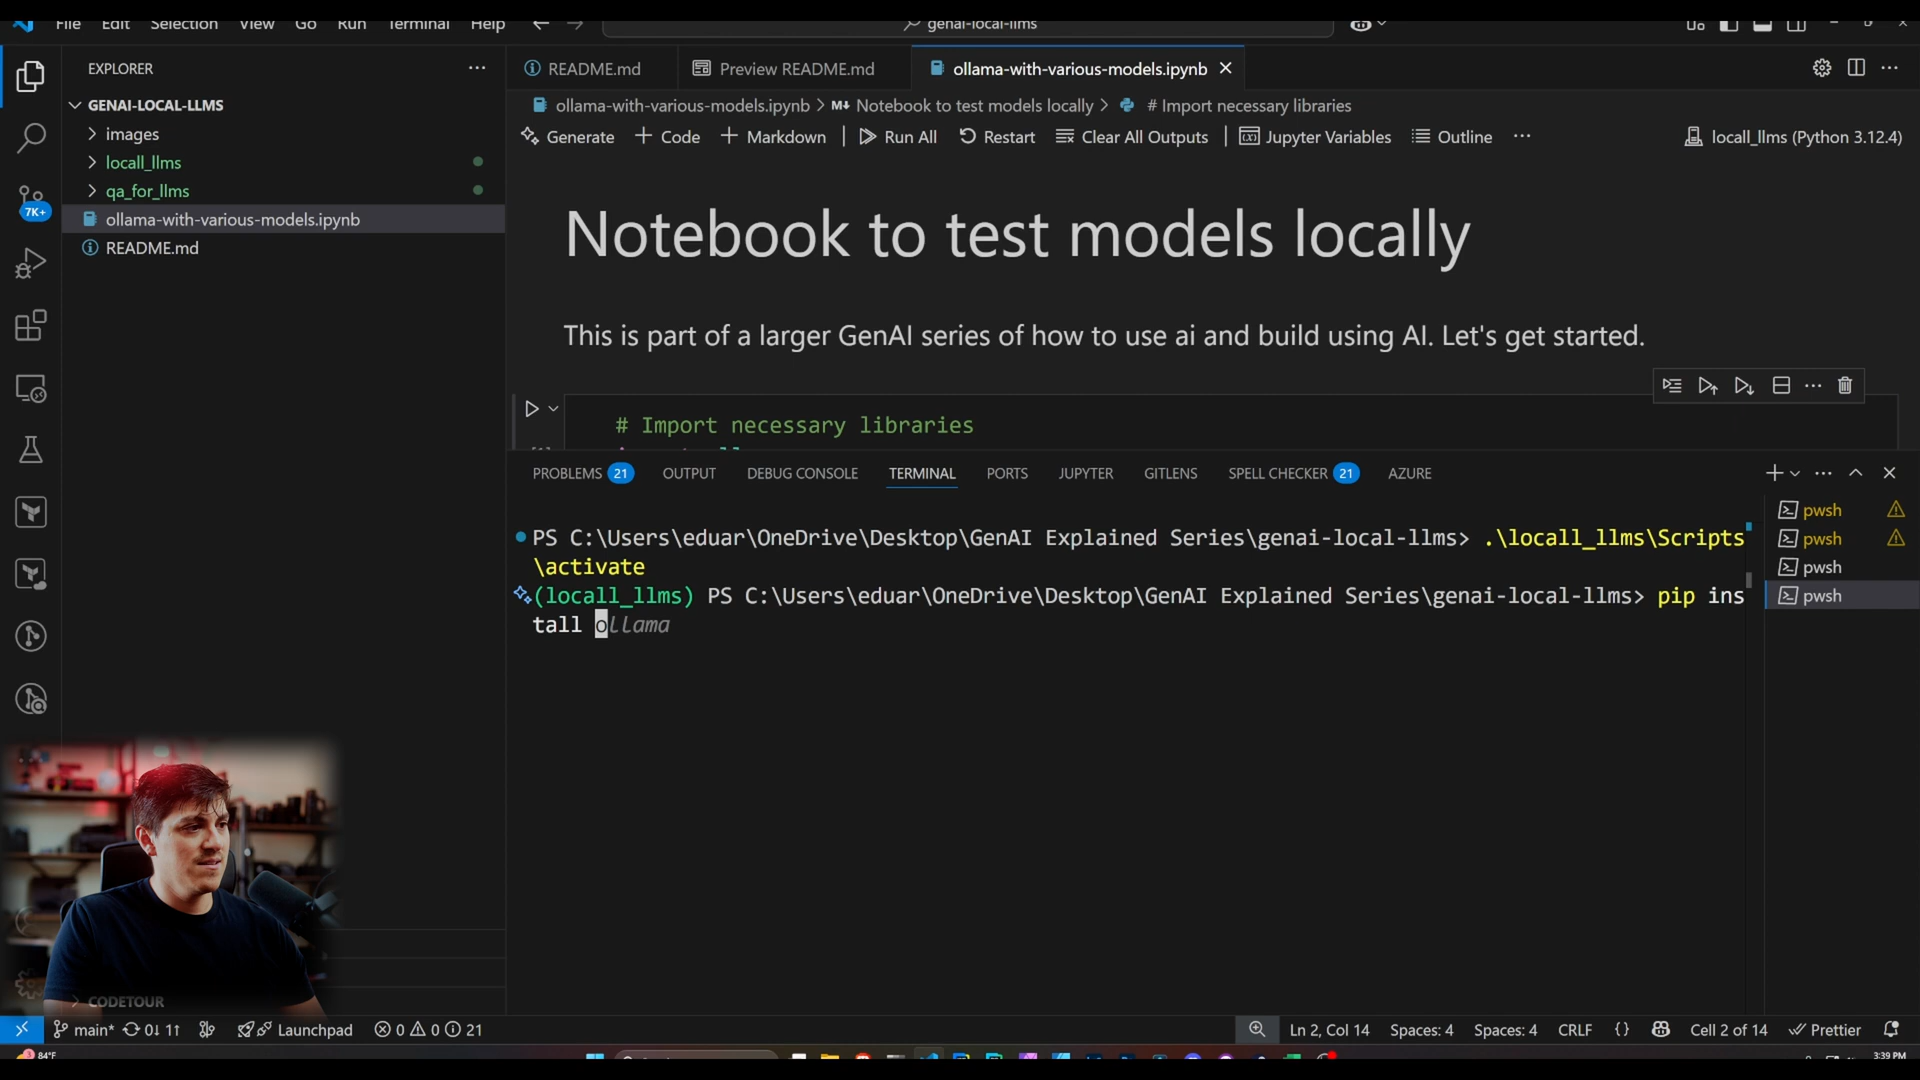 File Edit Selection View Go Run Terminal Help
genai-local-llms
EXPLORER
GENAI-LOCAL-LLMS
images
locall_llms
qa_for_llms
ollama-with-various-models.ipynb
README.md
7K+
CODETOUR
README.md
Preview README.md
ollama-with-various-models.ipynb
ollama-with-various-models.ipynb > M↓ Notebook to test models locally > # Import necessary libraries
Generate + Code + Markdown | Run All Restart Clear All Outputs | Jupyter Variables Outline ...
locall_llms (Python 3.12.4)
Notebook to test models locally
This is part of a larger GenAI series of how to use ai and build using AI. Let's get started.
# Import necessary libraries
PROBLEMS 21 OUTPUT DEBUG CONSOLE TERMINAL PORTS JUPYTER GITLENS SPELL CHECKER 21 AZURE
PS C:\Users\eduar\OneDrive\Desktop\GenAI Explained Series\genai-local-llms> .\locall_llms\Scripts
\activate
(locall_llms) PS C:\Users\eduar\OneDrive\Desktop\GenAI Explained Series\genai-local-llms> pip ins
tall ollama
pwsh
pwsh
pwsh
pwsh
main* 0↓ 1↑ Launchpad 0 0 21
Ln 2, Col 14 Spaces: 4 Spaces: 4 CRLF {} Cell 2 of 14 Prettier
84°F
3:39 PM